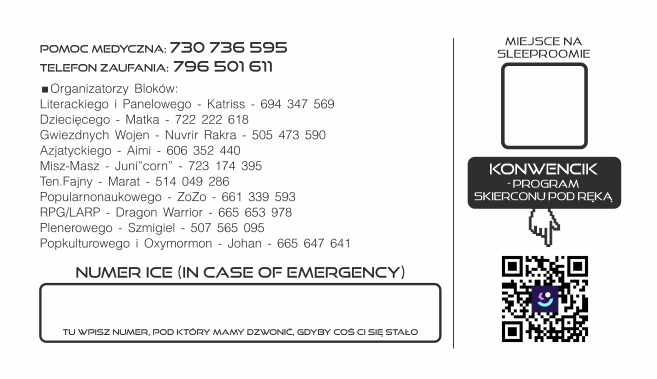 POMOC MEDYCZNA: 730 736 595
TELEFON ZAUFANIA: 796 501 611
■Organizatorzy Bloków:
Literackiego i Panelowego - Katriss - 694 347 569
Dziecięcego - Matka - 722 222 618
Gwiezdnych Wojen - Nuvrir Rakra - 505 473 590
Azjatyckiego - Aimi - 606 352 440
Misz-Masz - Juni"corn" - 723 174 395
Ten.Fajny - Marat - 514 049 286
Popularnonaukowego - ZoZo - 661 339 593
RPG/LARP - Dragon Warrior - 665 653 978
Plenerowego - Szmigiel - 507 565 095
Popkulturowego i Oxymormon - Johan - 665 647 641
NUMER ICE (IN CASE OF EMERGENCY)
TU WPISZ NUMER, POD KTÓRY MAMY DZWONIĆ, GDYBY COŚ CI SIĘ STAŁO
MIEJSCE NA
SLEEPROOMIE
KONWENCIK
- PROGRAM
SKIERCONU POD RĘKĄ